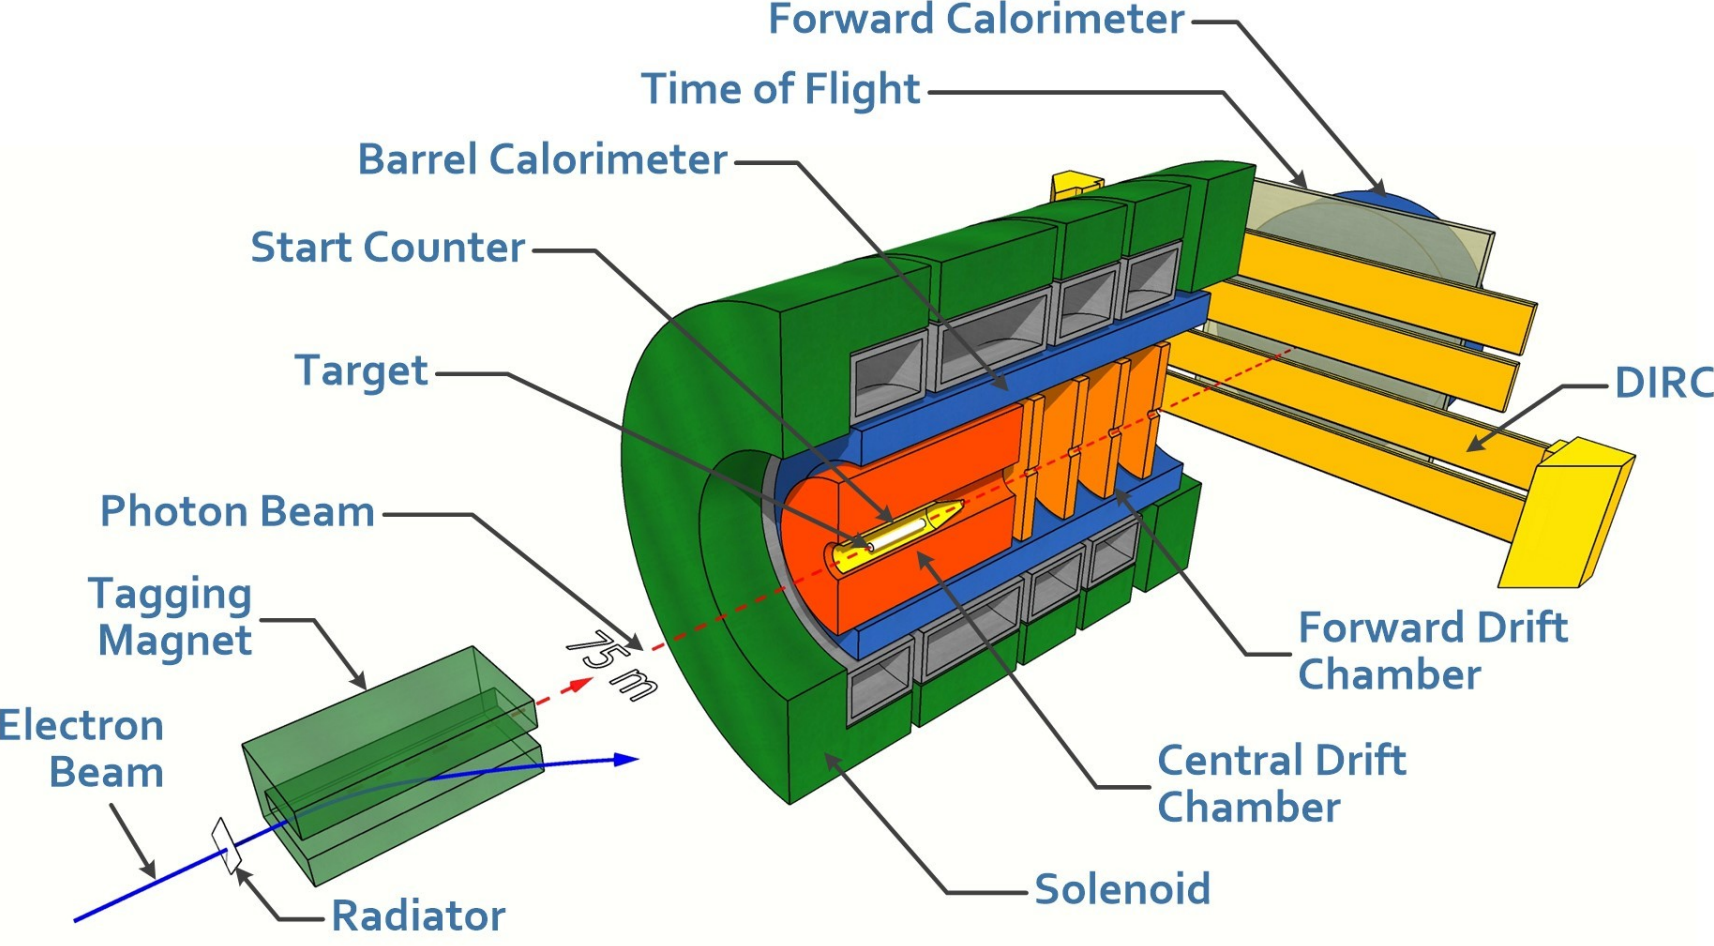 Forward Calorimeter
Time of Flight
Barrel Calorimeter
Start Counter
Target
DIRC
Photon Beam
Tagging
Magnet
75 m
Forward Drift
Chamber
Electron
Beam
Central Drift
Chamber
Solenoid
Radiator